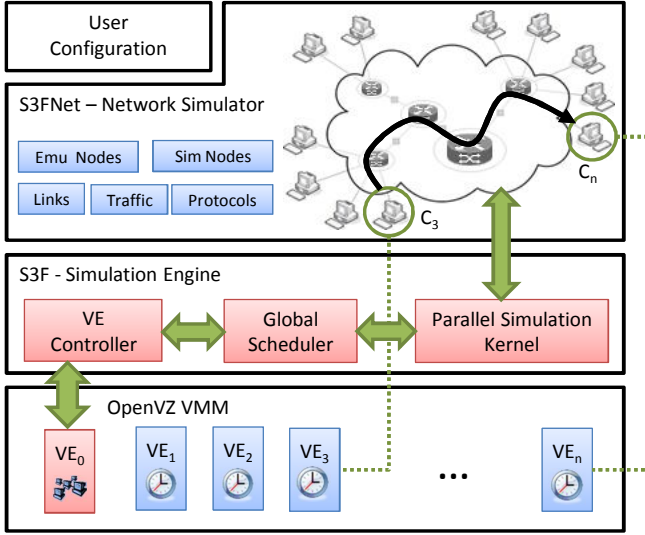 User
Configuration
S3FNet – Network Simulator
Emu Nodes
Sim Nodes
Links
Traffic
Protocols
C3
Cn
S3F - Simulation Engine
VE
Controller
Global
Scheduler
Parallel Simulation
Kernel
OpenVZ VMM
VE0
VE1
VE2
VE3
...
VEn